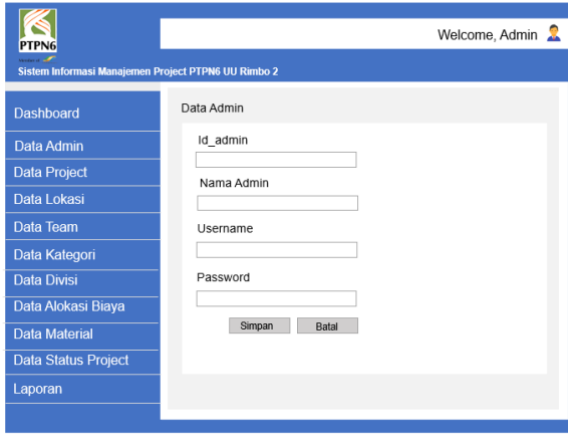 PTPN6
Welcome, Admin
Sistem Informasi Manajemen Project PTPN6 UU Rimbo 2
Dashboard
Data Admin
Data Project
Data Lokasi
Data Team
Data Kategori
Data Divisi
Data Alokasi Biaya
Data Material
Data Status Project
Laporan
Data Admin
Id_admin
Nama Admin
Username
Password
Simpan
Batal